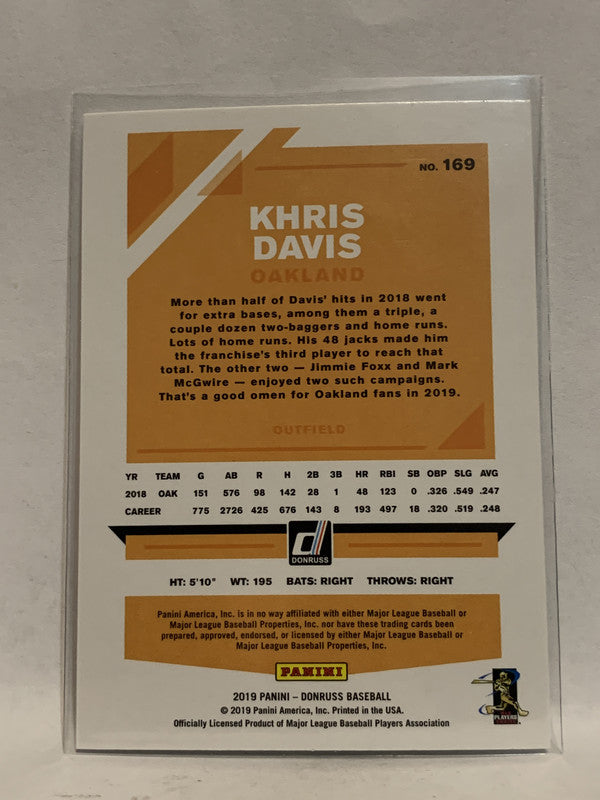 NO. 169
KHRIS
DAVIS
OAKLAND
More than half of Davis' hits in 2018 went
for extra bases, among them a triple, a
couple dozen two-baggers and home runs.
Lots of home runs. His 48 jacks made him
the franchise's third player to reach that
total. The other two — Jimmie Foxx and Mark
McGwire — enjoyed two such campaigns.
That's a good omen for Oakland fans in 2019.
OUTFIELD
YR TEAM G AB R H 2B 3B HR RBI SB OBP SLG AVG
2018 OAK 151 576 98 142 28 1 48 123 0 .326 .549 .247
CAREER 775 2726 425 676 143 8 193 497 18 .320 .519 .248
DONRUSS
HT: 5'10" WT: 195 BATS: RIGHT THROWS: RIGHT
Panini America, Inc. is in no way affiliated with either Major League Baseball or
Major League Baseball Properties, Inc. nor have these trading cards been
prepared, approved, endorsed, or licensed by either Major League Baseball or
Major League Baseball Properties, Inc.
PANINI
2019 PANINI – DONRUSS BASEBALL
© 2019 Panini America, Inc. Printed in the USA.
Officially Licensed Product of Major League Baseball Players Association
PLAYERS